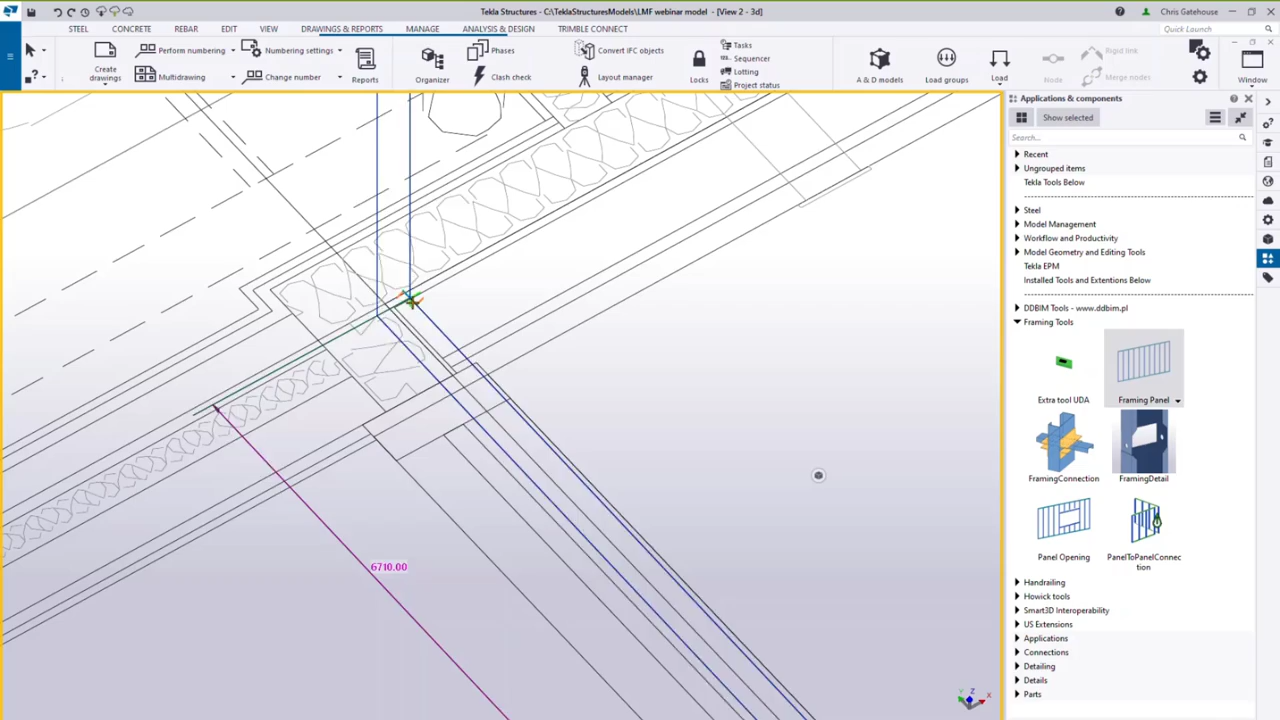 Tekla Structures - C:\TeklaStructuresModels\LMF webinar model - [View 2 - 3d]
Chris Gatehouse
STEEL CONCRETE REBAR EDIT VIEW DRAWINGS & REPORTS MANAGE ANALYSIS & DESIGN TRIMBLE CONNECT
Quick Launch
Create drawings
Perform numbering
Multidrawing
Numbering settings
Change number
Reports
Organizer
Phases
Clash check
Convert IFC objects
Layout manager
Locks
Tasks
Sequencer
Lotting
Project status
A & D models
Load groups
Load
Node
Rigid link
Merge nodes
Window
Applications & components
Show selected
Search...
Recent
Ungrouped items
Tekla Tools Below
Steel
Model Management
Workflow and Productivity
Model Geometry and Editing Tools
Tekla EPM
Installed Tools and Extentions Below
DDBIM Tools - www.ddbim.pl
Framing Tools
Extra tool UDA
Framing Panel
FramingConnection
FramingDetail
Panel Opening
PanelToPanelConnec
tion
Handrailing
Howick tools
Smart3D Interoperability
US Extensions
Applications
Connections
Detailing
Details
Parts
6710.00
Y Z X